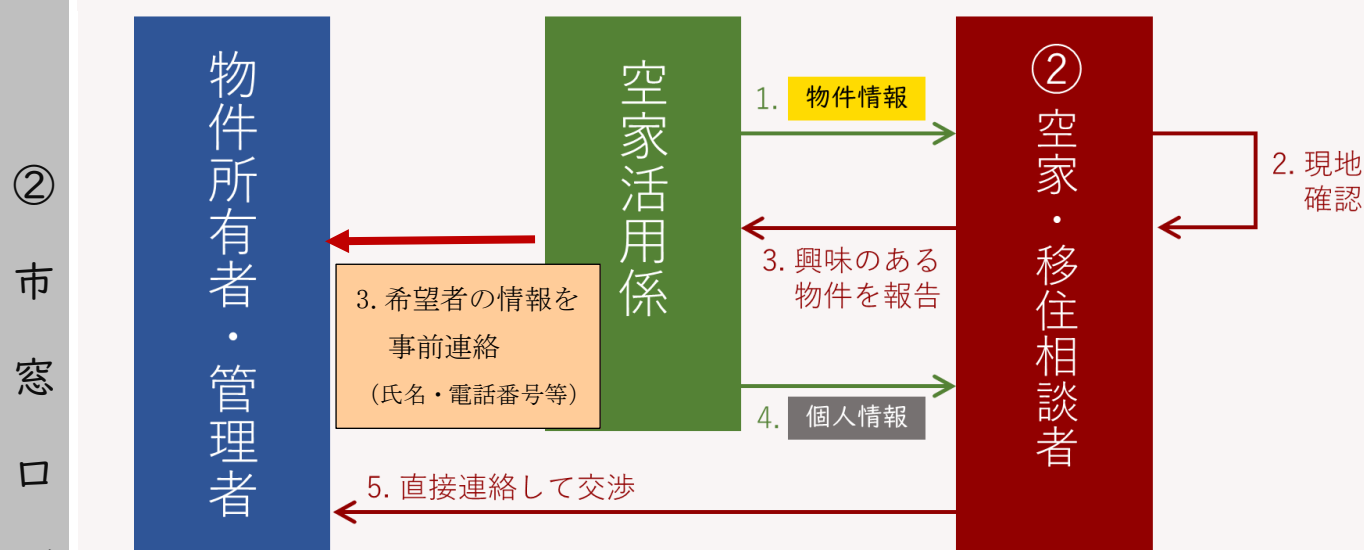 ②市窓口
物件所有者・管理者
空家活用係
②空家・移住相談者
1. 物件情報
2. 現地
確認
3. 興味のある
物件を報告
3. 希望者の情報を
事前連絡
（氏名・電話番号等）
4. 個人情報
5. 直接連絡して交渉